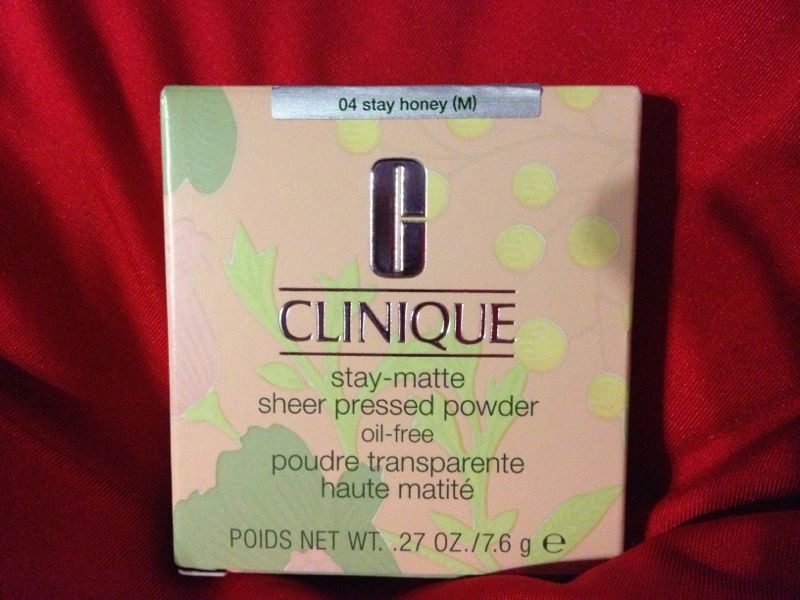 04 stay honey (M)
C
CLINIQUE
stay-matte
sheer pressed powder
oil-free
poudre transparente
haute matité
POIDS NET WT. .27 OZ./7.6 g ℮